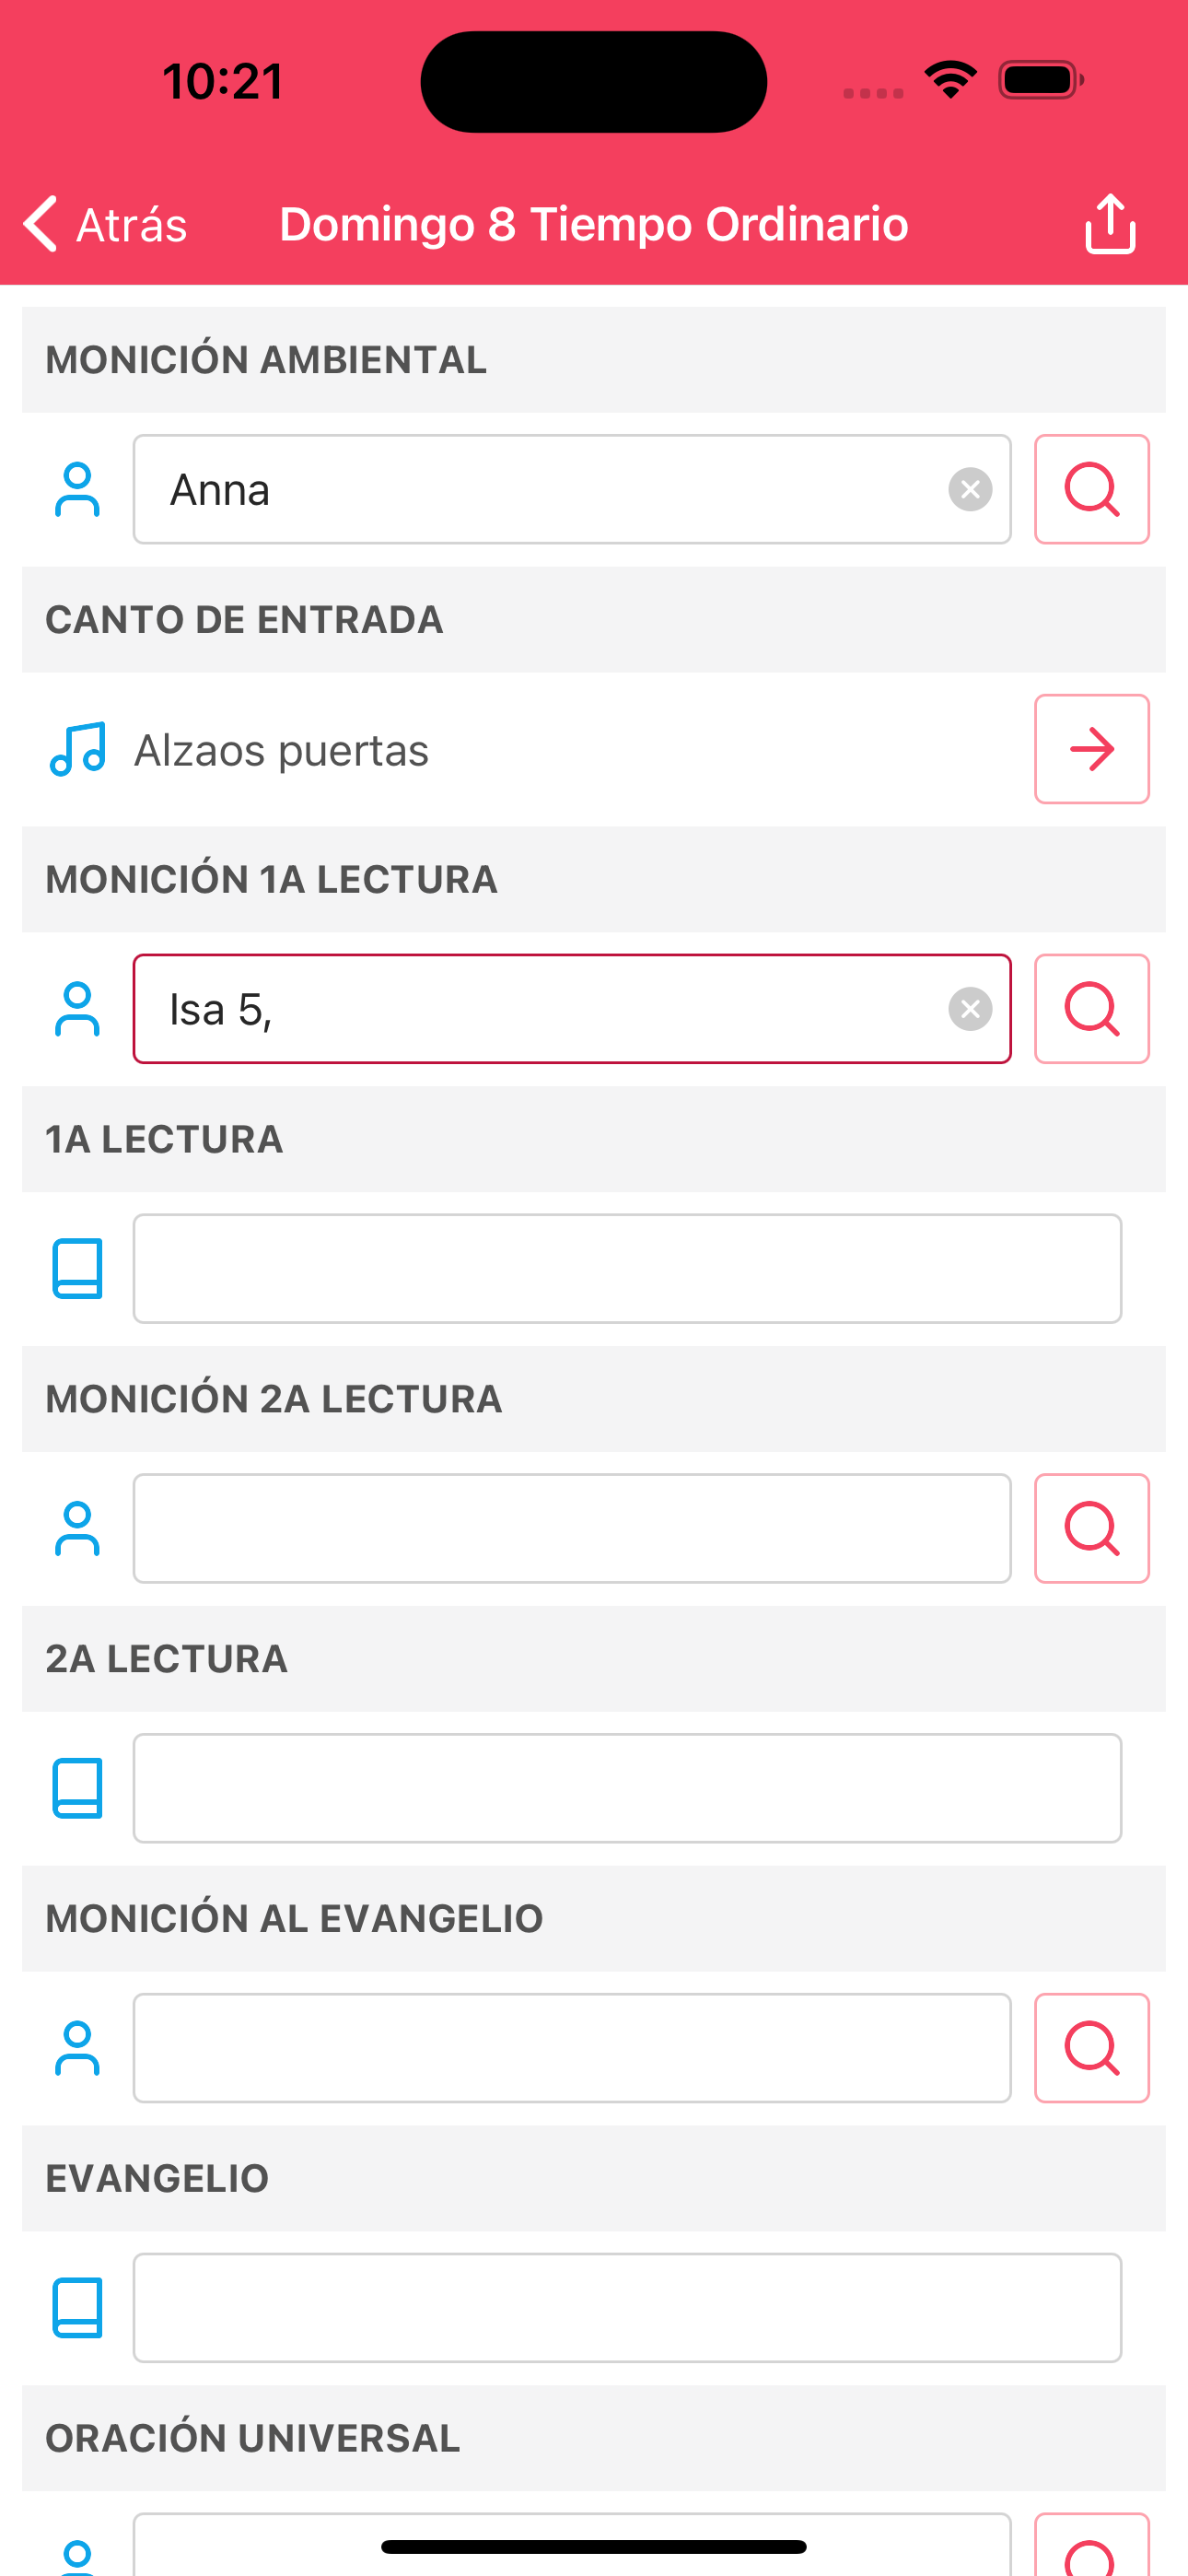 10:21
Atrás
Domingo 8 Tiempo Ordinario
MONICIÓN AMBIENTAL
Anna
CANTO DE ENTRADA
Alzaos puertas
MONICIÓN 1A LECTURA
Isa 5,
1A LECTURA
MONICIÓN 2A LECTURA
2A LECTURA
MONICIÓN AL EVANGELIO
EVANGELIO
ORACIÓN UNIVERSAL